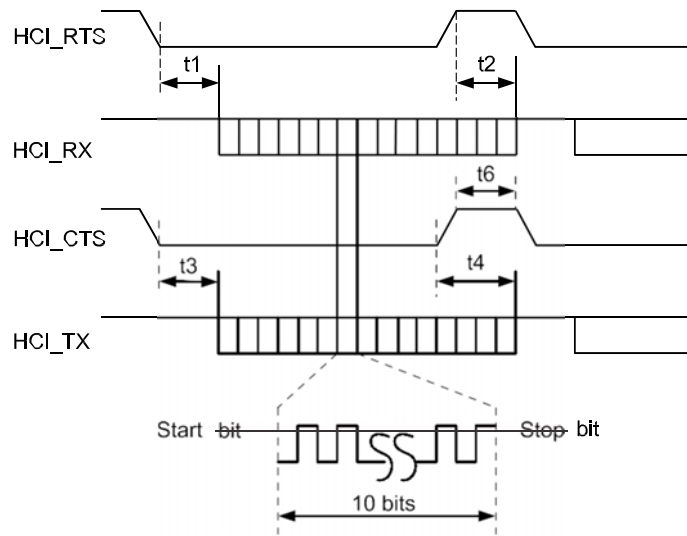 HCI_RTS
t1
t2
HCI_RX
t6
HCI_CTS
t3
t4
HCI_TX
Start bit
Stop bit
10 bits